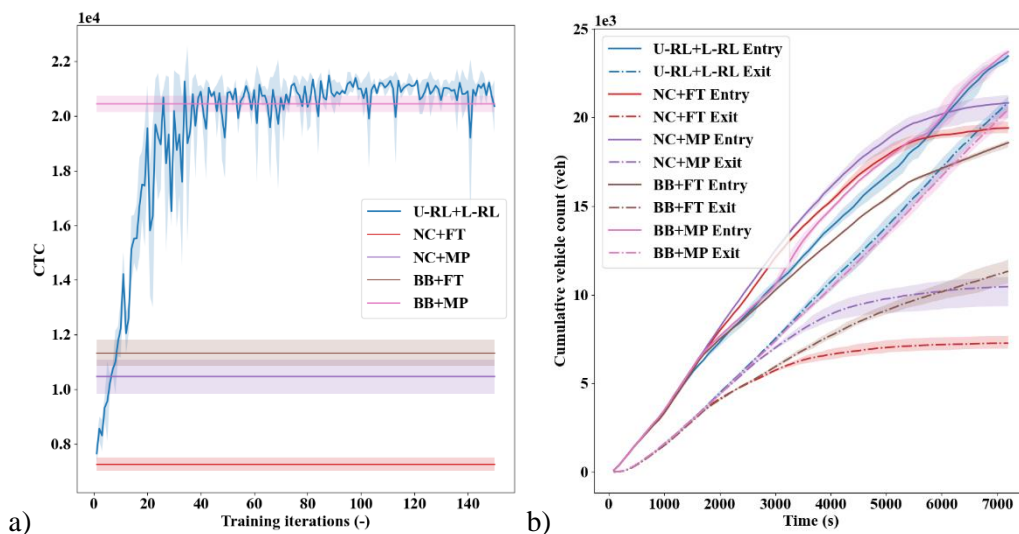 1e4
2.2
2.0
1.8
1.6
1.4
1.2
1.0
0.8
CTC
U-RL+L-RL
NC+FT
NC+MP
BB+FT
BB+MP
0 20 40 60 80 100 120 140
Training iterations (-)
a)
1e3
25
20
15
10
5
0
Cumulative vehicle count (veh)
U-RL+L-RL Entry
U-RL+L-RL Exit
NC+FT Entry
NC+FT Exit
NC+MP Entry
NC+MP Exit
BB+FT Entry
BB+FT Exit
BB+MP Entry
BB+MP Exit
0 1000 2000 3000 4000 5000 6000 7000
Time (s)
b)